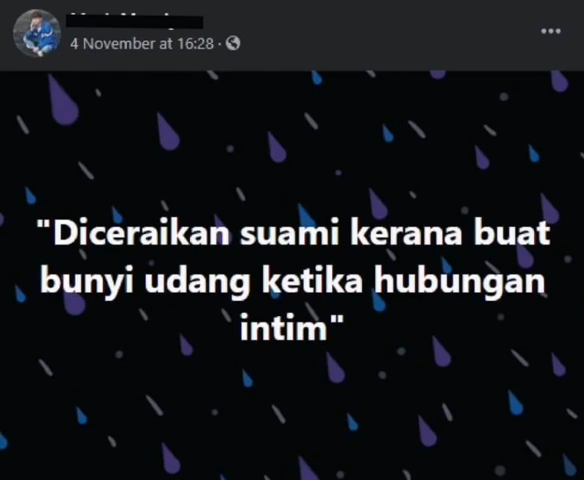 4 November at 16:28
"Diceraikan suami kerana buat
bunyi udang ketika hubungan
intim"